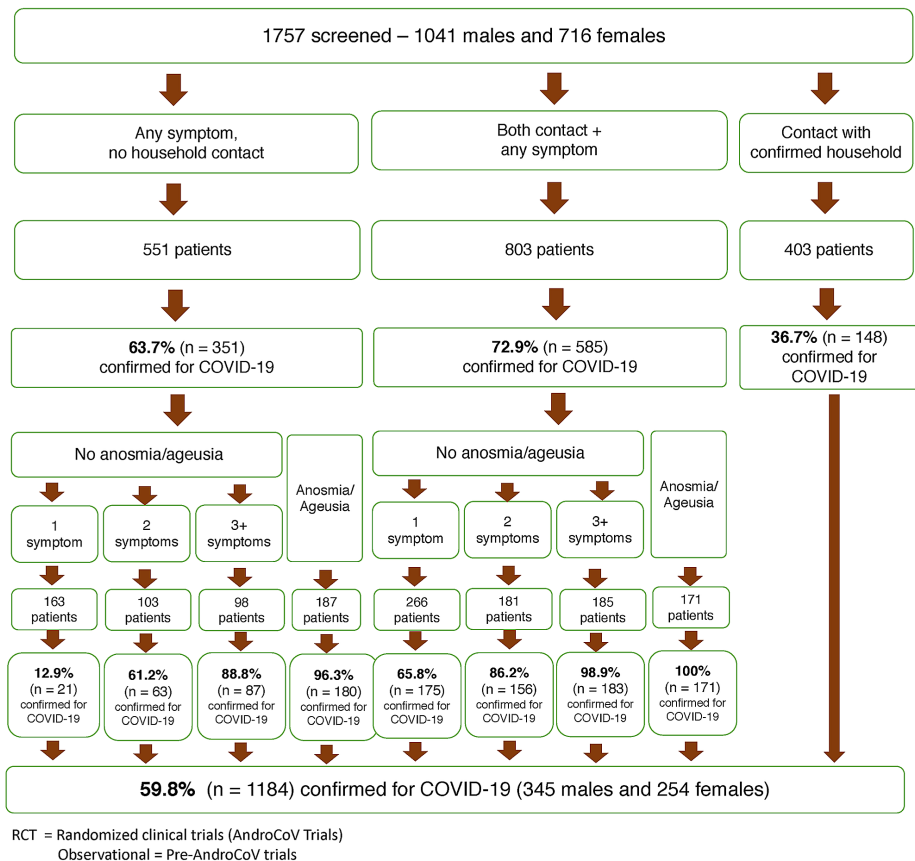 1757 screened – 1041 males and 716 females
Any symptom,
no household contact
Both contact +
any symptom
Contact with
confirmed household
551 patients
803 patients
403 patients
63.7% (n = 351)
confirmed for COVID-19
72.9% (n = 585)
confirmed for COVID-19
36.7% (n = 148)
confirmed for
COVID-19
No anosmia/ageusia
Anosmia/
Ageusia
No anosmia/ageusia
Anosmia/
Ageusia
1
symptom
2
symptoms
3+
symptoms
1
symptom
2
symptoms
3+
symptoms
163
patients
103
patients
98
patients
187
patients
266
patients
181
patients
185
patients
171
patients
12.9%
(n = 21)
confirmed for
COVID-19
61.2%
(n = 63)
confirmed for
COVID-19
88.8%
(n = 87)
confirmed for
COVID-19
96.3%
(n = 180)
confirmed for
COVID-19
65.8%
(n = 175)
confirmed for
COVID-19
86.2%
(n = 156)
confirmed for
COVID-19
98.9%
(n = 183)
confirmed for
COVID-19
100%
(n = 171)
confirmed for
COVID-19
59.8% (n = 1184) confirmed for COVID-19 (345 males and 254 females)
RCT = Randomized clinical trials (AndroCoV Trials)
Observational = Pre-AndroCoV trials